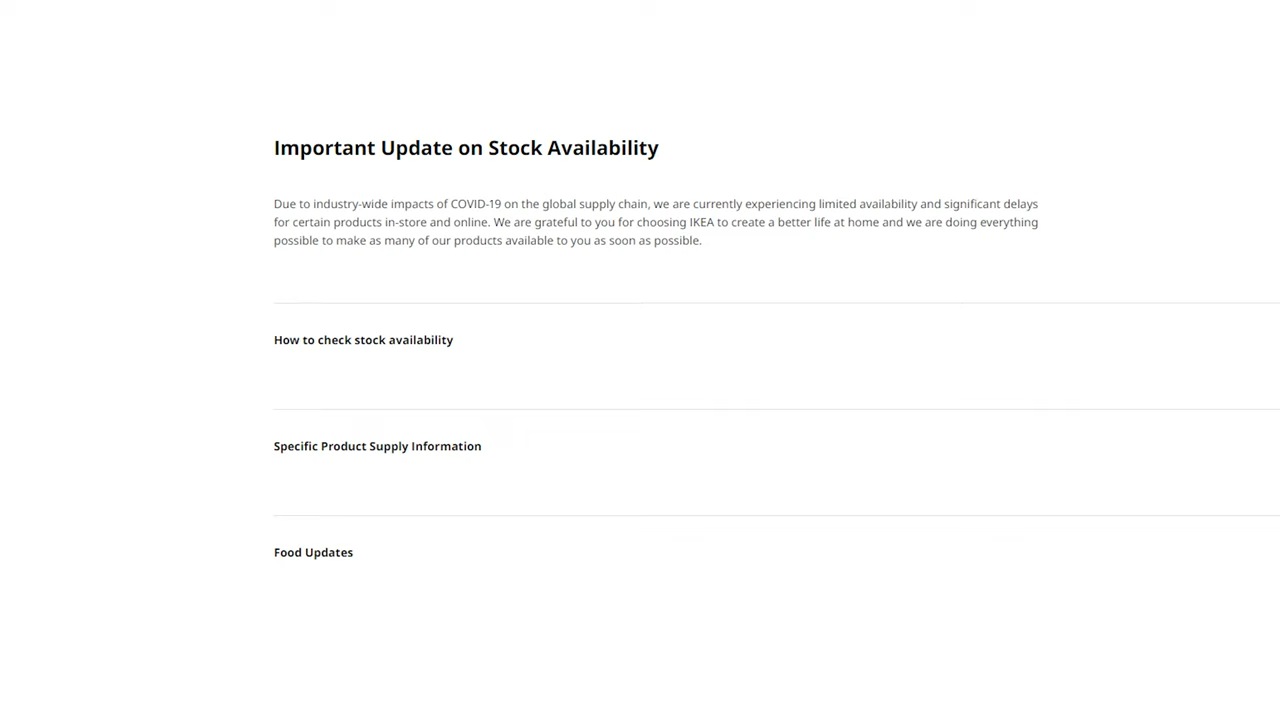 Important Update on Stock Availability
Due to industry-wide impacts of COVID-19 on the global supply chain, we are currently experiencing limited availability and significant delays
for certain products in-store and online. We are grateful to you for choosing IKEA to create a better life at home and we are doing everything
possible to make as many of our products available to you as soon as possible.
How to check stock availability
Specific Product Supply Information
Food Updates